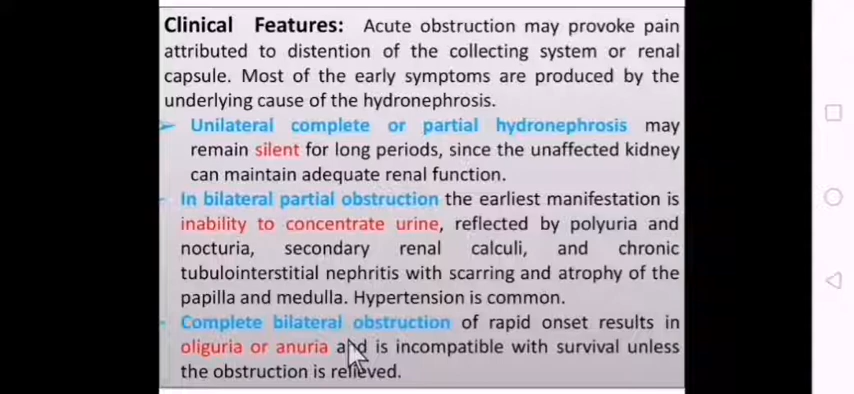 Clinical Features: Acute obstruction may provoke pain
attributed to distention of the collecting system or renal
capsule. Most of the early symptoms are produced by the
underlying cause of the hydronephrosis.
➢ Unilateral complete or partial hydronephrosis may
remain silent for long periods, since the unaffected kidney
can maintain adequate renal function.
In bilateral partial obstruction the earliest manifestation is
inability to concentrate urine, reflected by polyuria and
nocturia, secondary renal calculi, and chronic
tubulointerstitial nephritis with scarring and atrophy of the
papilla and medulla. Hypertension is common.
Complete bilateral obstruction of rapid onset results in
oliguria or anuria and is incompatible with survival unless
the obstruction is relieved.